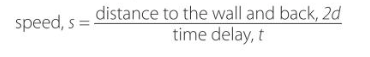 speed, s = distance to the wall and back, 2d
time delay, t